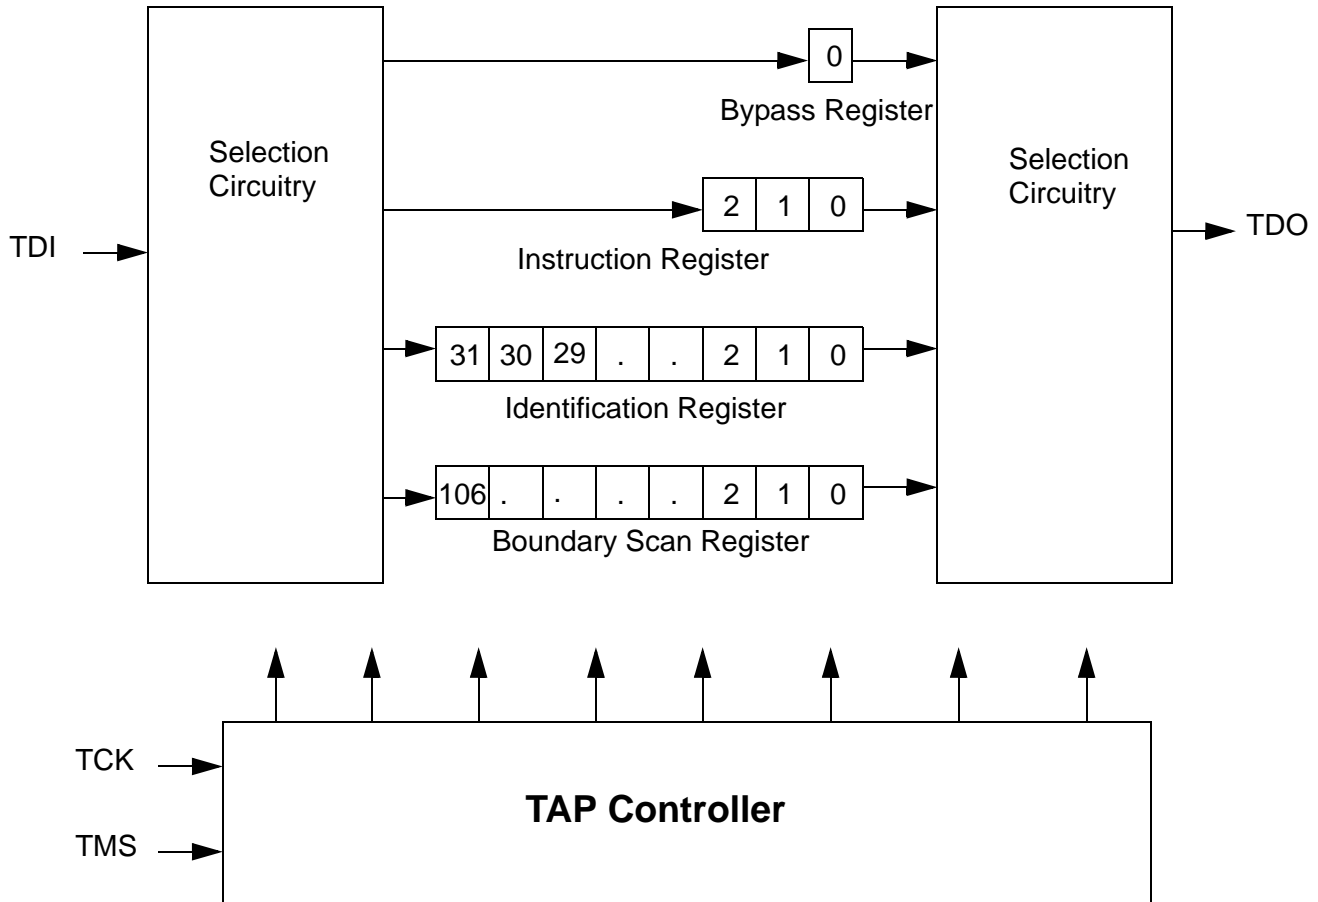 0
Bypass Register
Selection
Circuitry
Selection
Circuitry
2 1 0
TDI
TDO
Instruction Register
31 30 29 . . 2 1 0
Identification Register
106 . . . . 2 1 0
Boundary Scan Register
TCK
TAP Controller
TMS